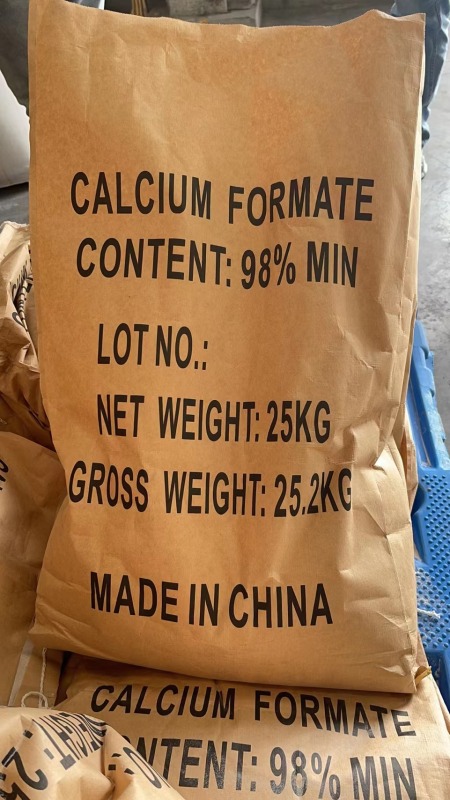 CALCIUM FORMATE
CONTENT: 98% MIN
LOT NO.:
NET WEIGHT: 25KG
GROSS WEIGHT: 25.2KG
MADE IN CHINA
CALCIUM FORMATE
NTENT: 98% MIN